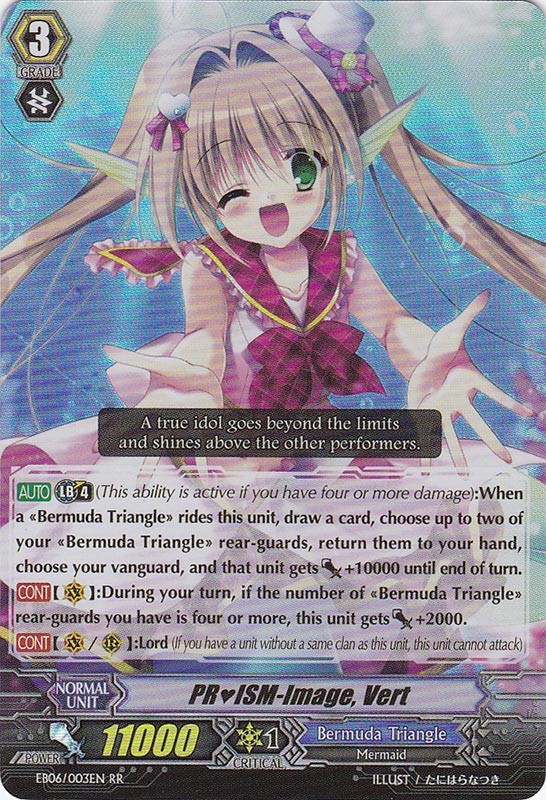 3
GRADE
A true idol goes beyond the limits
and shines above the other performers.
AUTO LB4 (This ability is active if you have four or more damage):When
a «Bermuda Triangle» rides this unit, draw a card, choose up to two of
your «Bermuda Triangle» rear-guards, return them to your hand,
choose your vanguard, and that unit gets +10000 until end of turn.
CONT【 V 】:During your turn, if the number of «Bermuda Triangle»
rear-guards you have is four or more, this unit gets +2000.
CONT【 V / R 】:Lord (If you have a unit without a same clan as this unit, this unit cannot attack)
NORMAL
UNIT
PR♥ISM-Image, Vert
POWER
11000
1
CRITICAL
Bermuda Triangle
Mermaid
EB06/003EN RR
ILLUST / たにはらなつき